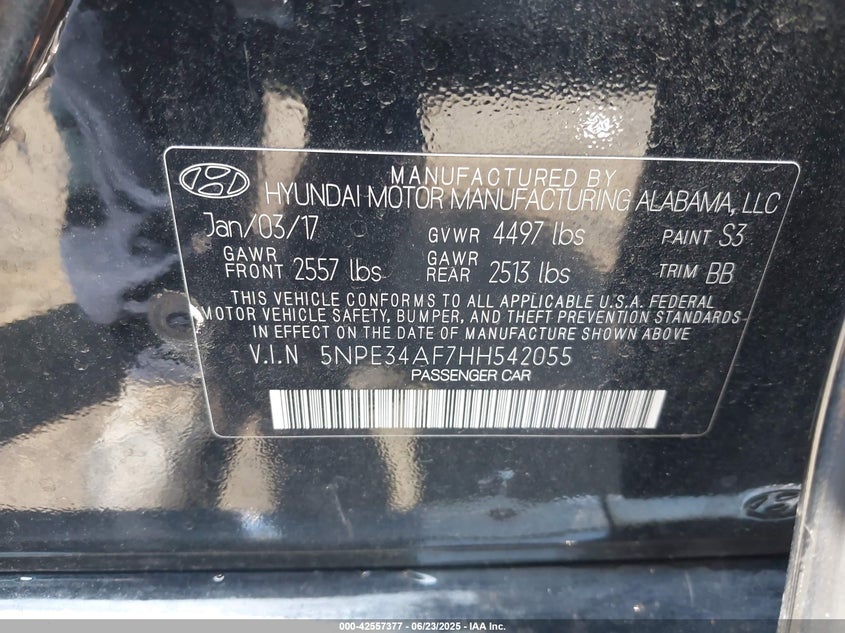 MANUFACTURED BY
HYUNDAI MOTOR MANUFACTURING ALABAMA, LLC
Jan/03/17 GVWR 4497 lbs PAINT S3
GAWR FRONT 2557 lbs GAWR REAR 2513 lbs TRIM BB
THIS VEHICLE CONFORMS TO ALL APPLICABLE U.S.A. FEDERAL
MOTOR VEHICLE SAFETY, BUMPER, AND THEFT PREVENTION STANDARDS
IN EFFECT ON THE DATE OF MANUFACTURE SHOWN ABOVE
V.I.N 5NPE34AF7HH542055
PASSENGER CAR
000-42557377 - 06/23/2025 - IAA Inc.